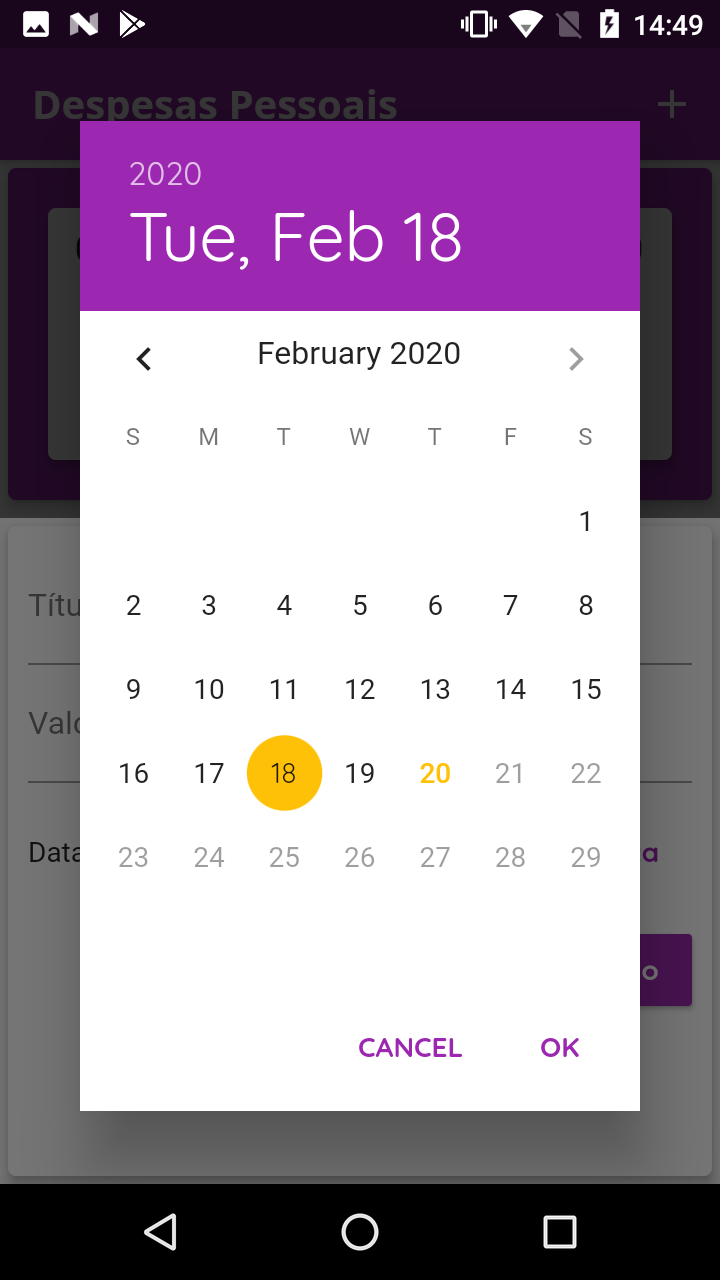 14:49
Despesas Pessoais +
2020
Tue, Feb 18
February 2020
S M T W T F S
1
2 3 4 5 6 7 8
9 10 11 12 13 14 15
16 17 18 19 20 21 22
23 24 25 26 27 28 29
Data
CANCEL OK